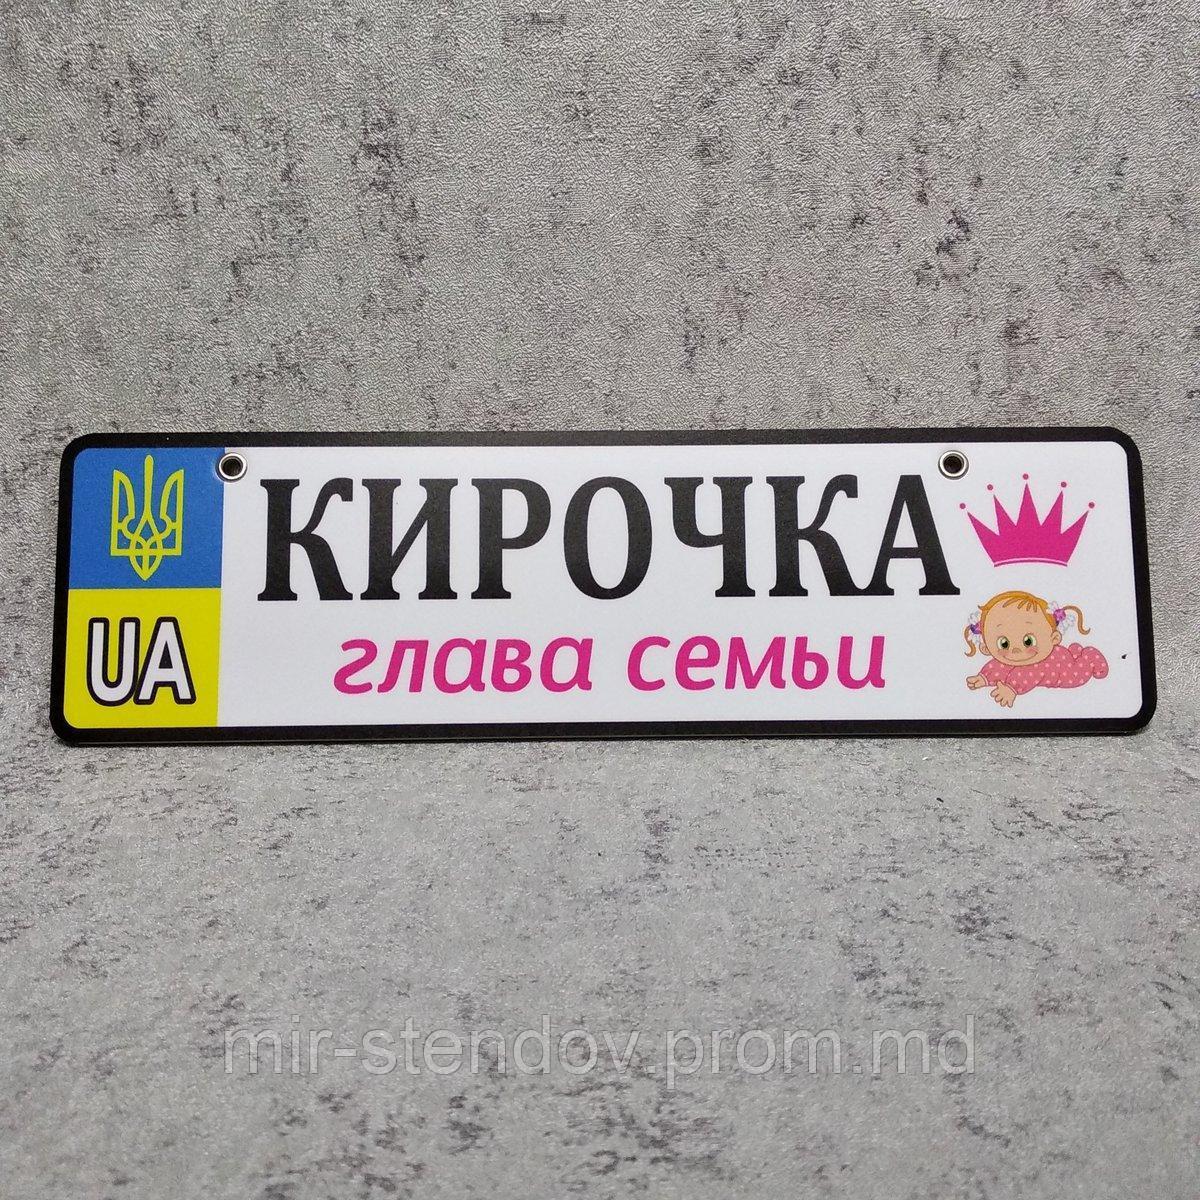 КИРОЧКА
глава семьи
UA
mir-stendov.prom.md